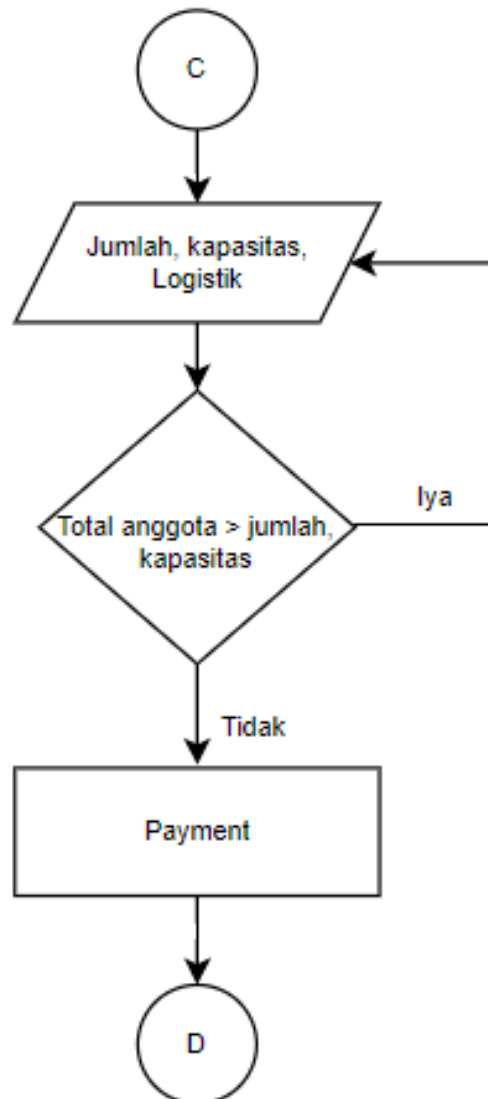 C
Jumlah, kapasitas,
Logistik
Iya
Total anggota > jumlah,
kapasitas
Tidak
Payment
D